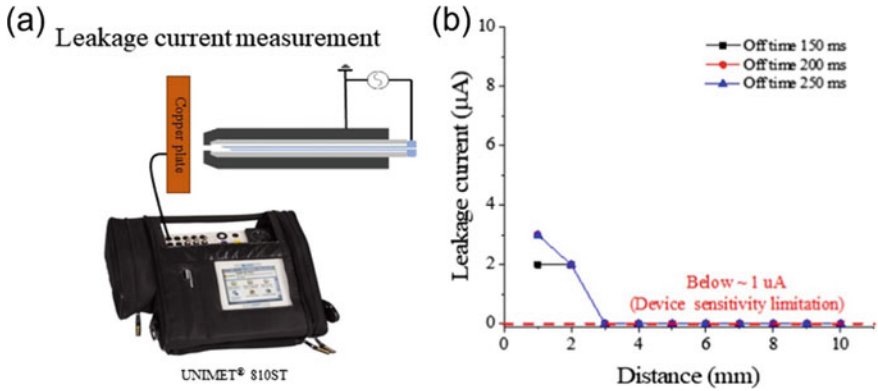 (a)
Leakage current measurement
Copper plate
UNIMET® 810ST
(b)
Leakage current (μA)
10
8
6
4
2
0
Off time 150 ms
Off time 200 ms
Off time 250 ms
Below ~ 1 uA
(Device sensitivity limitation)
0 2 4 6 8 10
Distance (mm)